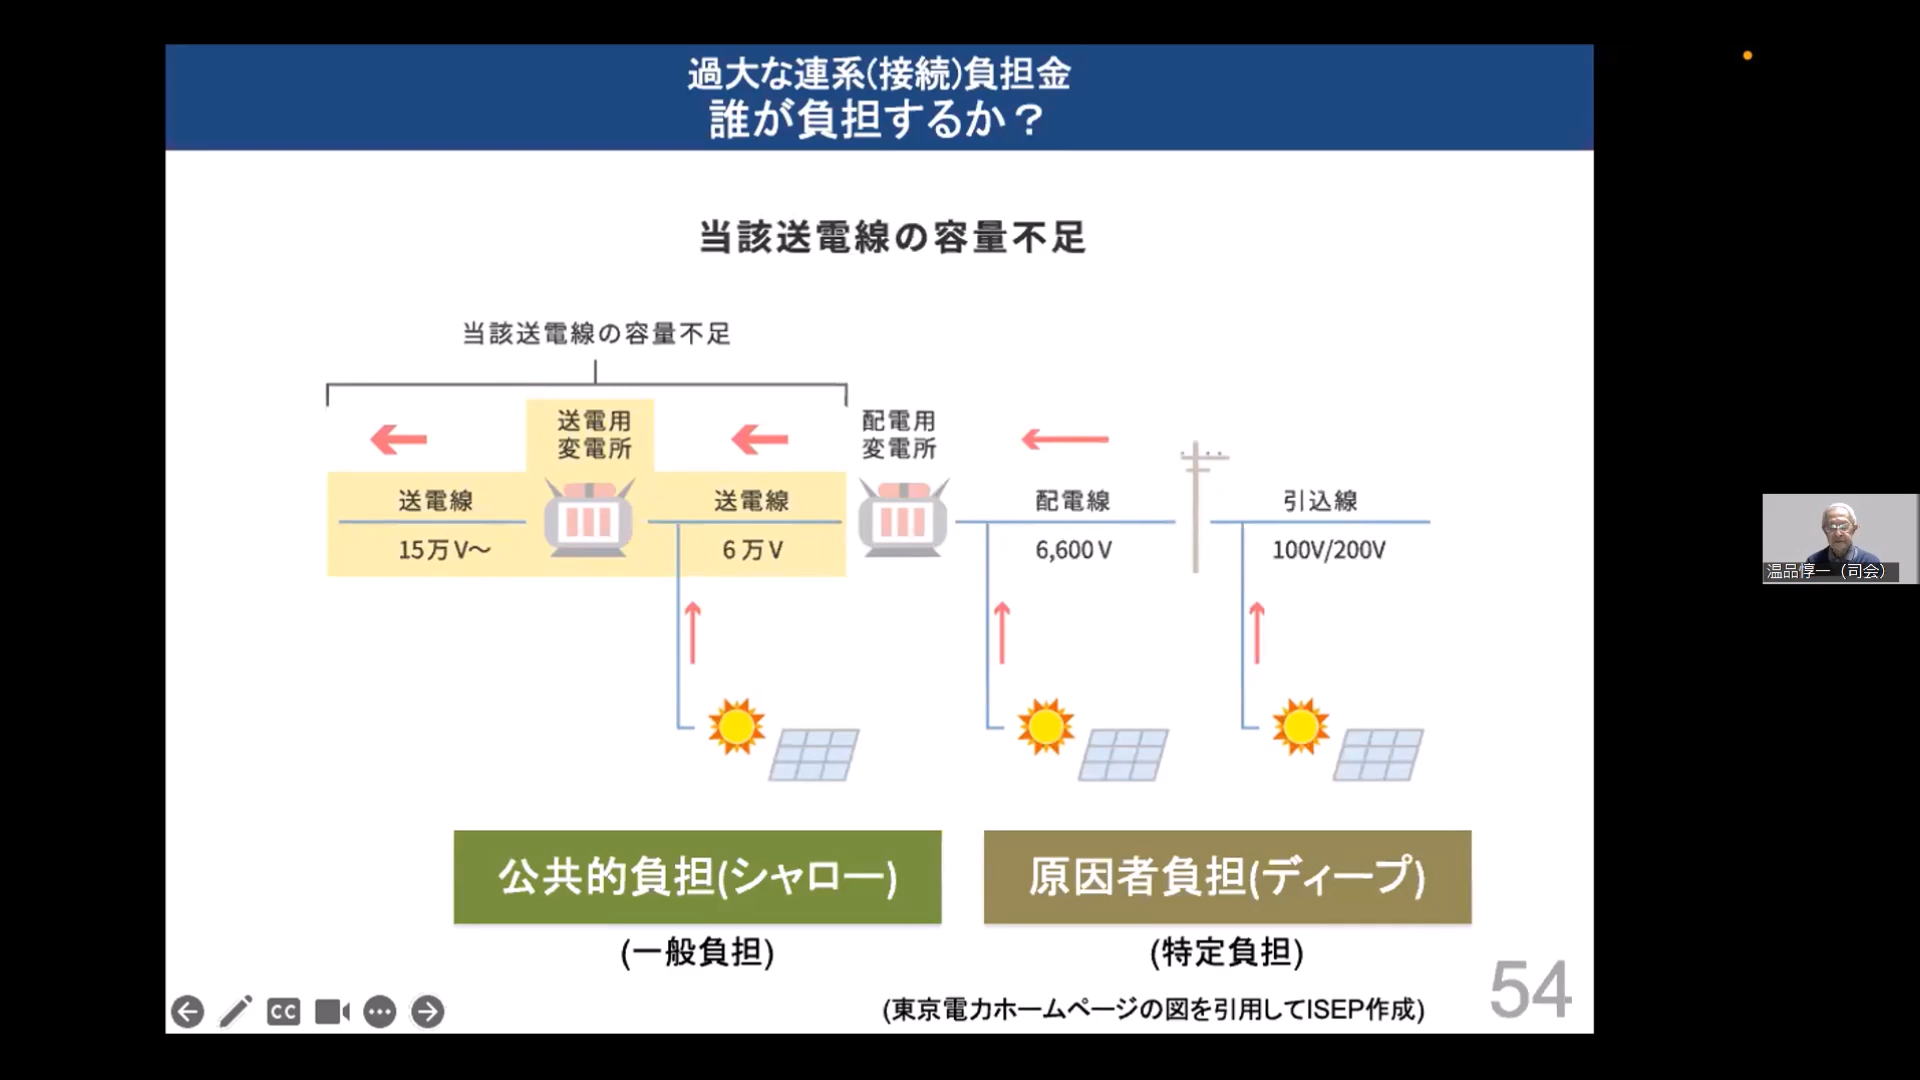 過大な連系(接続)負担金
誰が負担するか？
当該送電線の容量不足
当該送電線の容量不足
送電用
変電所
配電用
変電所
送電線
送電線
配電線
引込線
15万V～
6万V
6,600V
100V/200V
公共的負担(シャロー)
原因者負担(ディープ)
(一般負担)
(特定負担)
(東京電力ホームページの図を引用してISEP作成)
54
CC
温品惇一（司会）